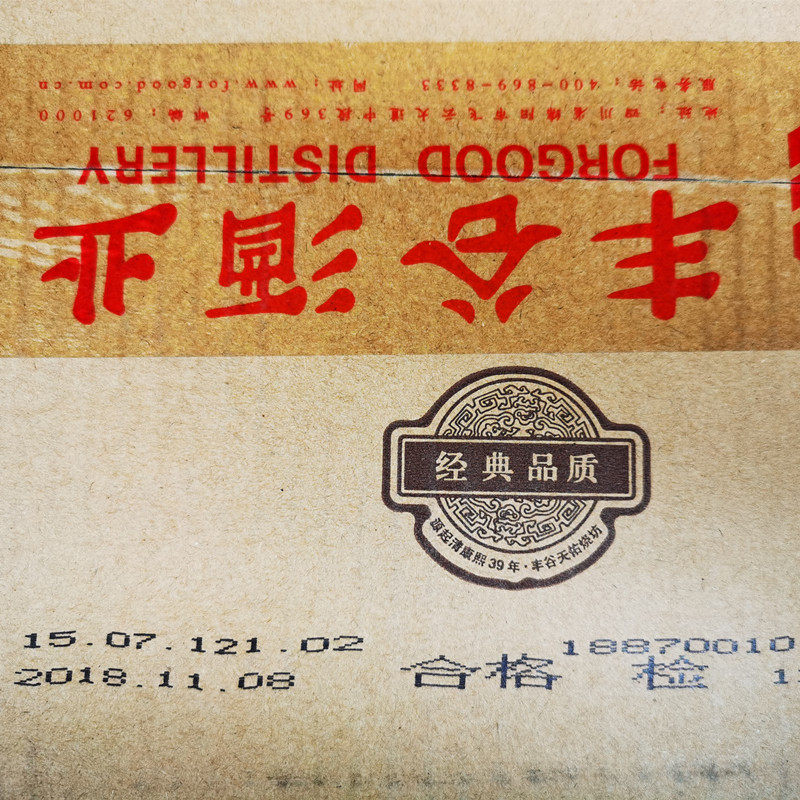 丰谷酒业
FORGOOD DISTILLERY
地址：四川省绵阳市飞云大道中段369号 邮编：621000
服务电话：400-869-8333 网址：www.forgood.com.cn
经典品质
源起清康熙39年·丰谷天佑烧坊
15.07.121.02 18870010
2018.11.08 合格 检 11